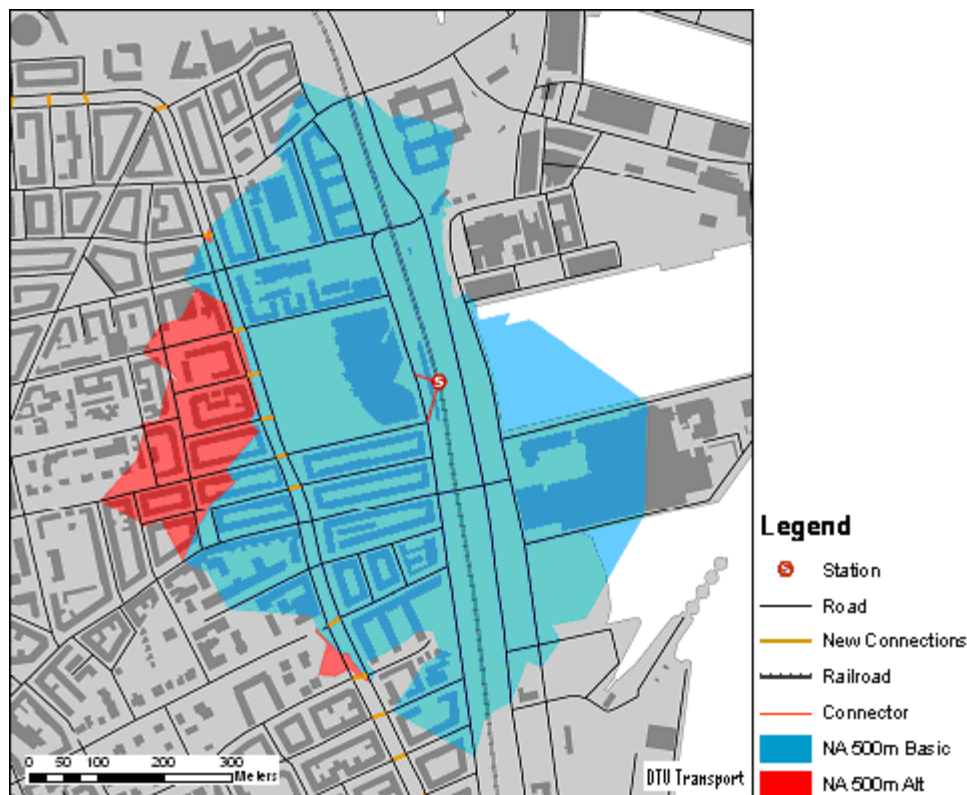 S
Legend
S Station
Road
New Connections
Railroad
Connector
NA 500m Basic
NA 500m Alt
0 50 100 200 300
Meters
DTU Transport